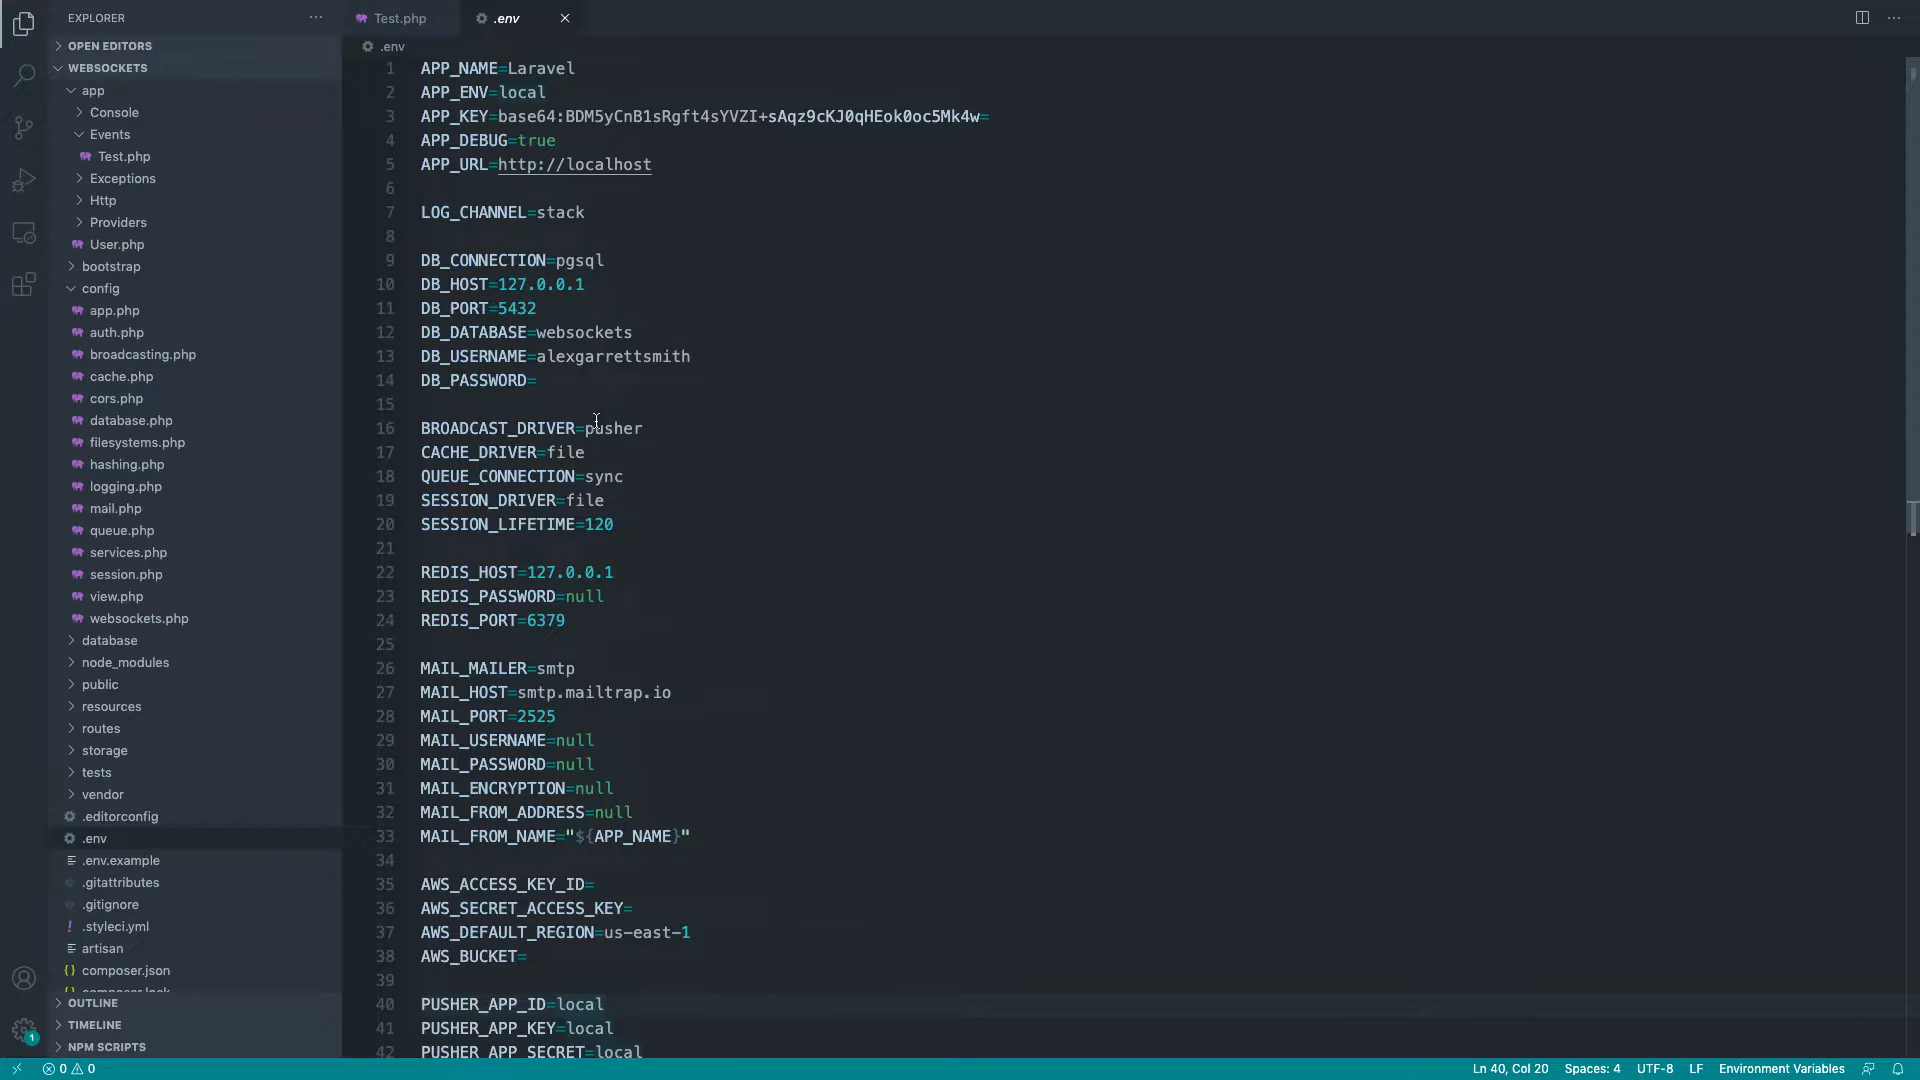 EXPLORER
OPEN EDITORS
WEBSOCKETS
app
Console
Events
Test.php
Exceptions
Http
Providers
User.php
bootstrap
config
app.php
auth.php
broadcasting.php
cache.php
cors.php
database.php
filesystems.php
hashing.php
logging.php
mail.php
queue.php
services.php
session.php
view.php
websockets.php
database
node_modules
public
resources
routes
storage
tests
vendor
.editorconfig
.env
.env.example
.gitattributes
.gitignore
.styleci.yml
artisan
composer.json
composer.lock
OUTLINE
TIMELINE
NPM SCRIPTS
1
Test.php
.env
.env
1 APP_NAME=Laravel
2 APP_ENV=local
3 APP_KEY=base64:BDM5yCnB1sRgft4sYVZI+sAqz9cKJ0qHEok0oc5Mk4w=
4 APP_DEBUG=true
5 APP_URL=http://localhost
6
7 LOG_CHANNEL=stack
8
9 DB_CONNECTION=pgsql
10 DB_HOST=127.0.0.1
11 DB_PORT=5432
12 DB_DATABASE=websockets
13 DB_USERNAME=alexgarrettsmith
14 DB_PASSWORD=
15
16 BROADCAST_DRIVER=pusher
17 CACHE_DRIVER=file
18 QUEUE_CONNECTION=sync
19 SESSION_DRIVER=file
20 SESSION_LIFETIME=120
21
22 REDIS_HOST=127.0.0.1
23 REDIS_PASSWORD=null
24 REDIS_PORT=6379
25
26 MAIL_MAILER=smtp
27 MAIL_HOST=smtp.mailtrap.io
28 MAIL_PORT=2525
29 MAIL_USERNAME=null
30 MAIL_PASSWORD=null
31 MAIL_ENCRYPTION=null
32 MAIL_FROM_ADDRESS=null
33 MAIL_FROM_NAME="${APP_NAME}"
34
35 AWS_ACCESS_KEY_ID=
36 AWS_SECRET_ACCESS_KEY=
37 AWS_DEFAULT_REGION=us-east-1
38 AWS_BUCKET=
39
40 PUSHER_APP_ID=local
41 PUSHER_APP_KEY=local
42 PUSHER_APP_SECRET=local
0 0 Ln 40, Col 20 Spaces: 4 UTF-8 LF Environment Variables